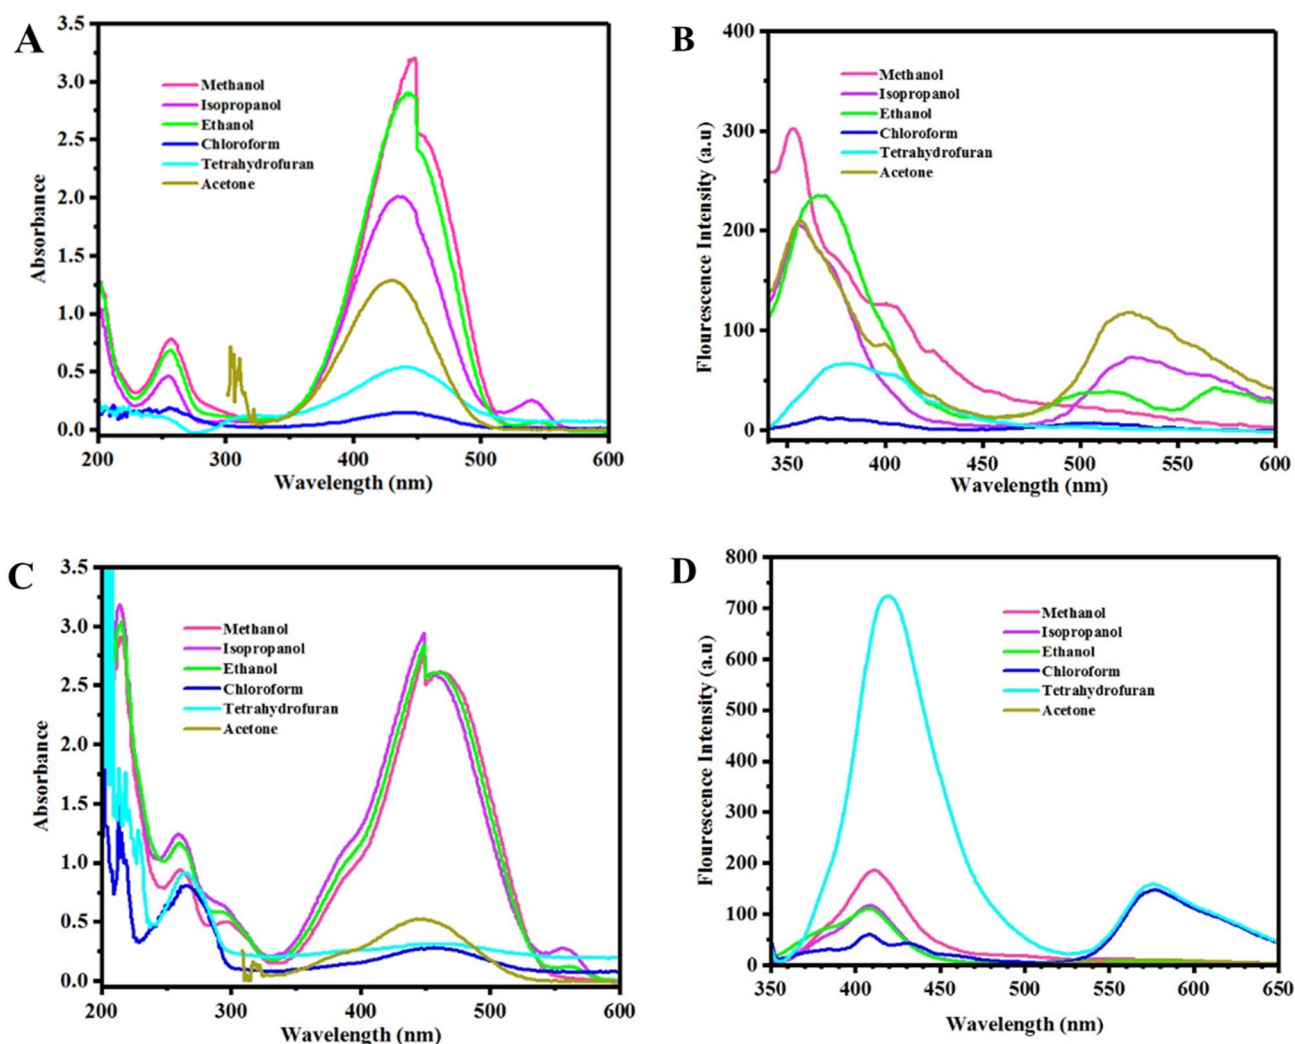 A
3.5
3.0
2.5
2.0
1.5
1.0
0.5
0.0
Absorbance
Methanol
Isopropanol
Ethanol
Chloroform
Tetrahydrofuran
Acetone
200 300 400 500 600
Wavelength (nm)
B
400
300
200
100
0
Flourescence Intensity (a.u)
Methanol
Isopropanol
Ethanol
Chloroform
Tetrahydrofuran
Acetone
350 400 450 500 550 600
Wavelength (nm)
C
3.5
3.0
2.5
2.0
1.5
1.0
0.5
0.0
Absorbance
Methanol
Isopropanol
Ethanol
Chloroform
Tetrahydrofuran
Acetone
200 300 400 500 600
Wavelength (nm)
D
800
700
600
500
400
300
200
100
0
Flourescence Intensity (a.u)
Methanol
Isopropanol
Ethanol
Chloroform
Tetrahydrofuran
Acetone
350 400 450 500 550 600 650
Wavelength (nm)